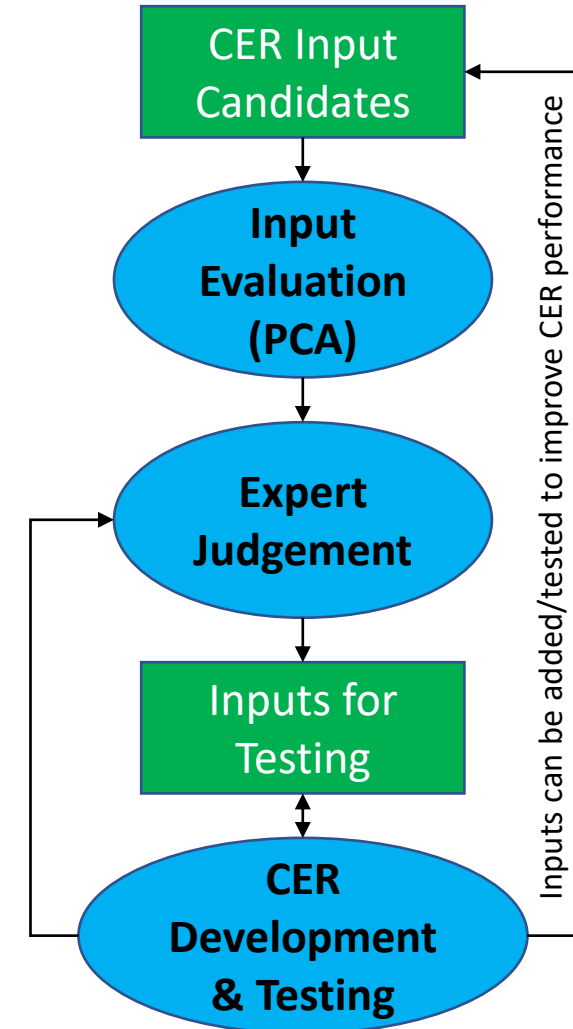 CER Input
Candidates
Input
Evaluation
(PCA)
Expert
Judgement
Inputs for
Testing
CER
Development
& Testing
Inputs can be added/tested to improve CER performance